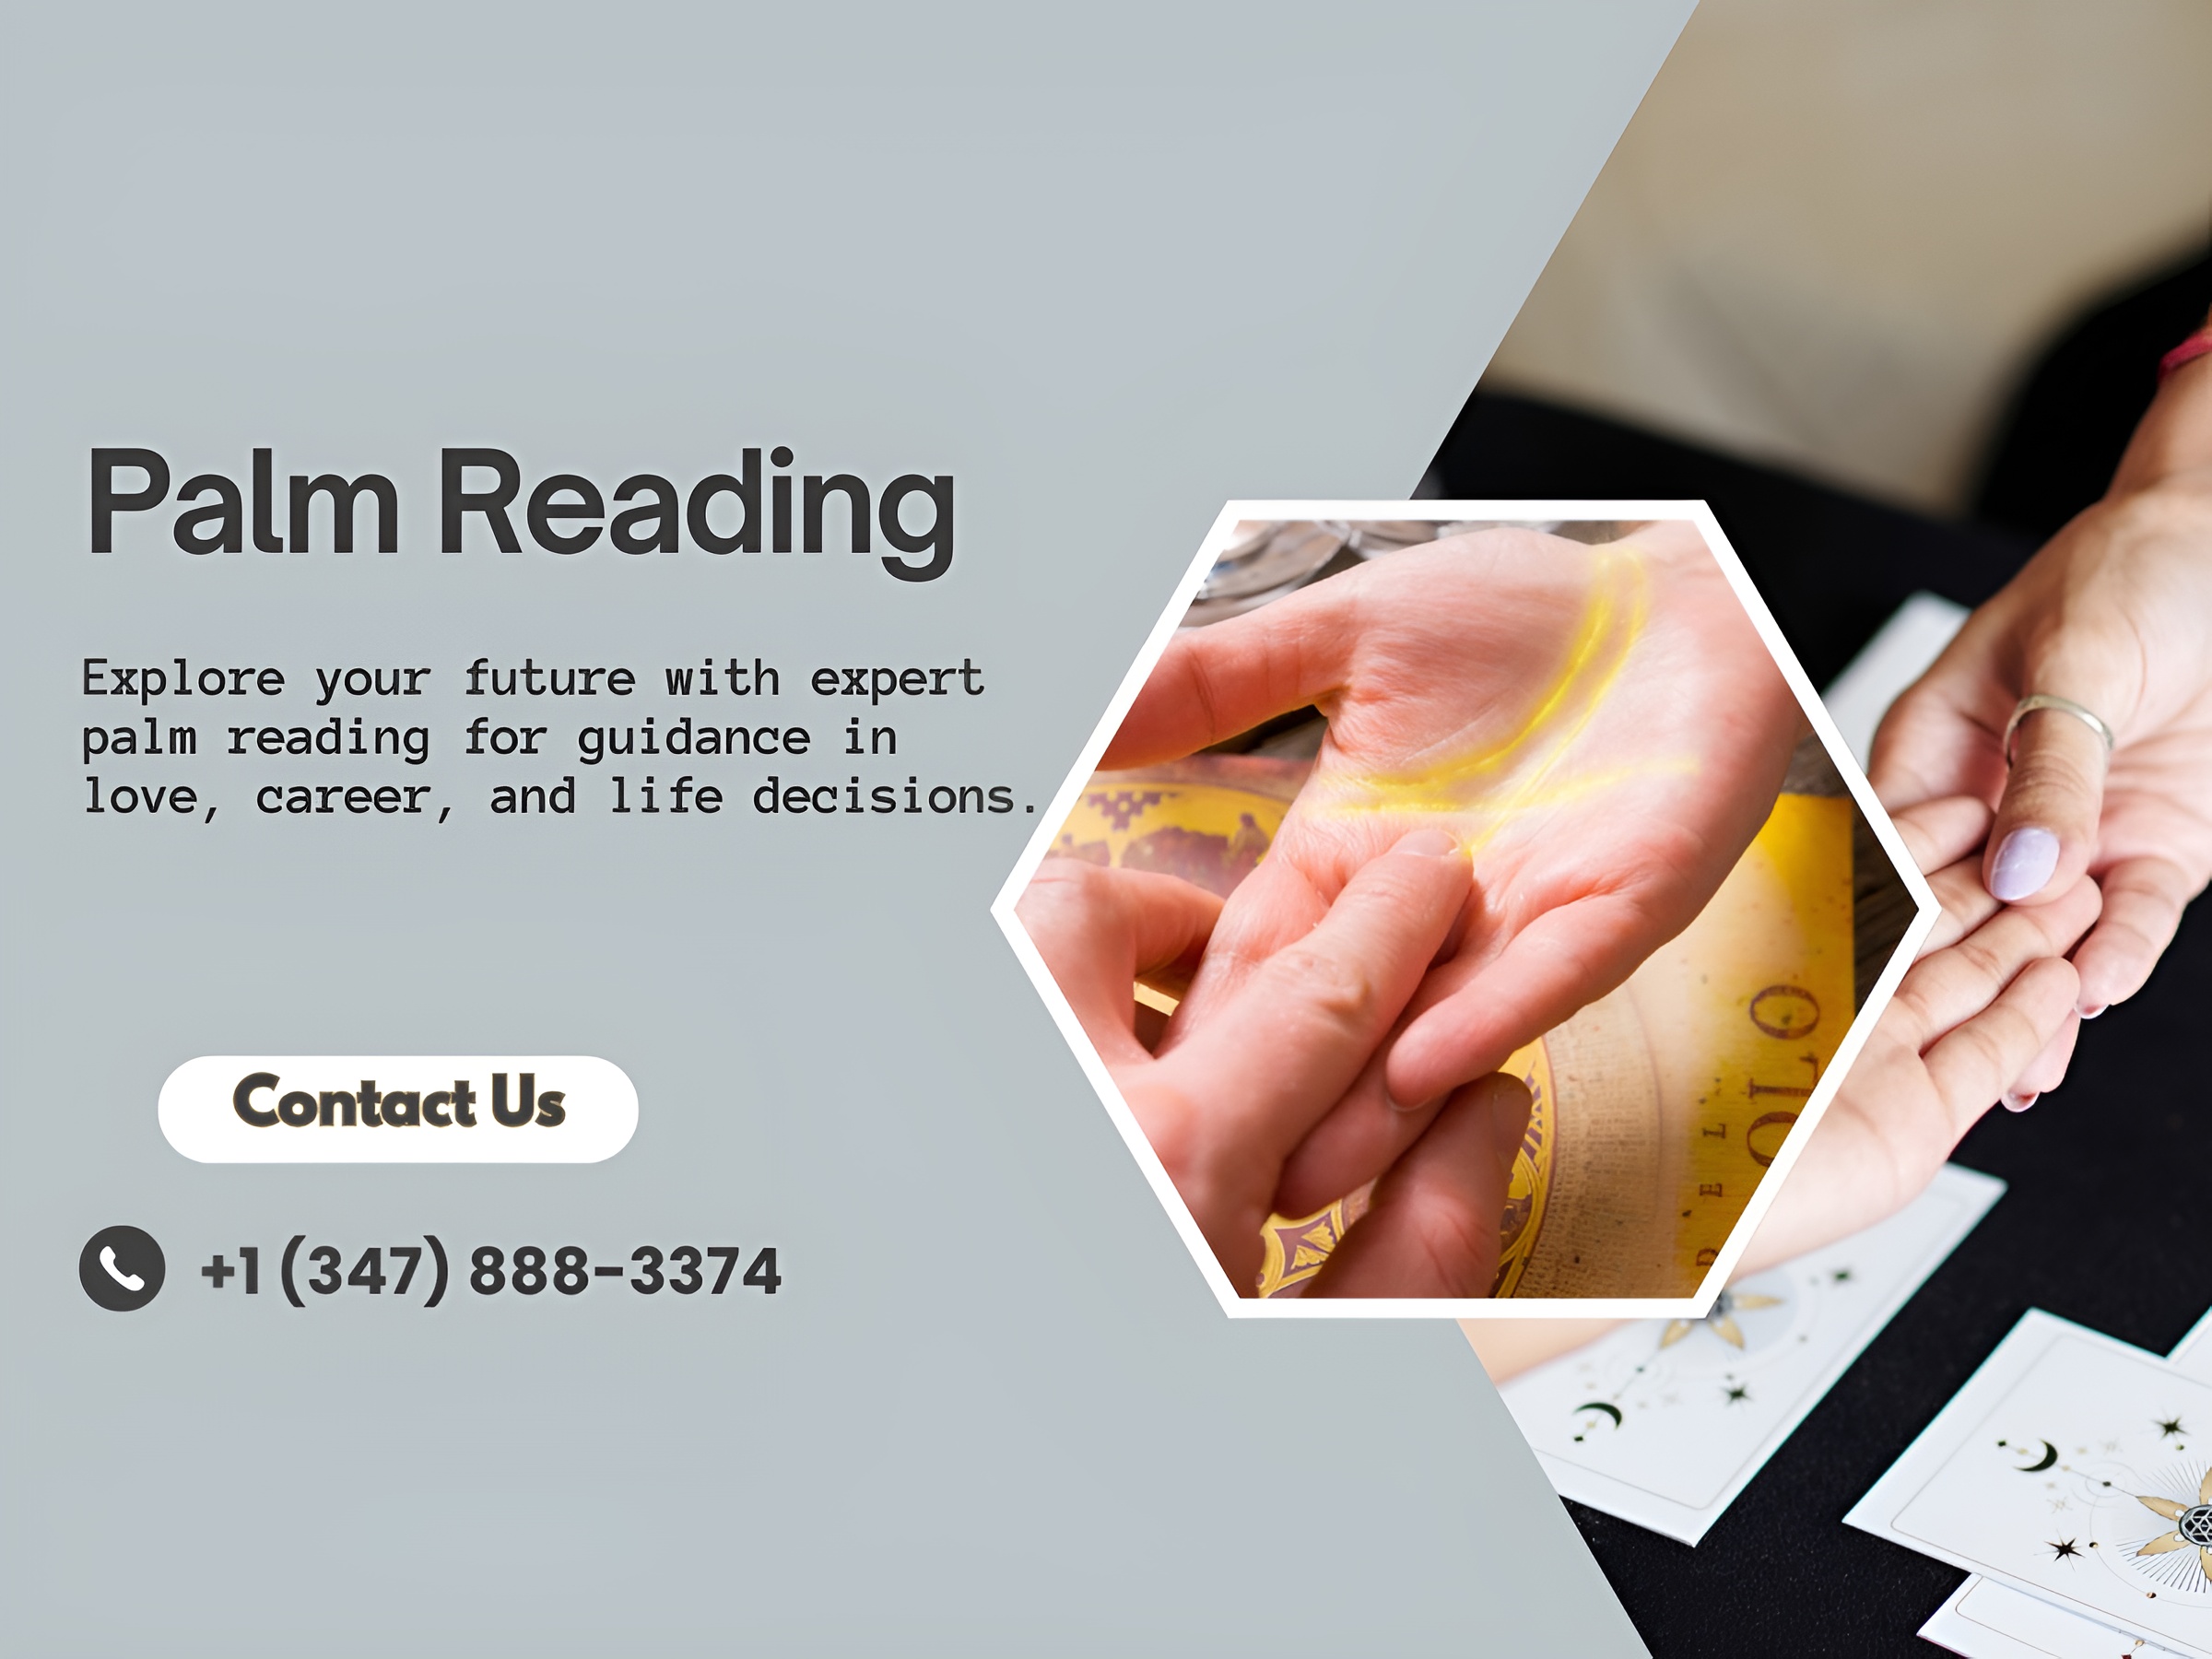 Palm Reading
Explore your future with expert
palm reading for guidance in
love, career, and life decisions.
Contact Us
+1 (347) 888-3374
OLO